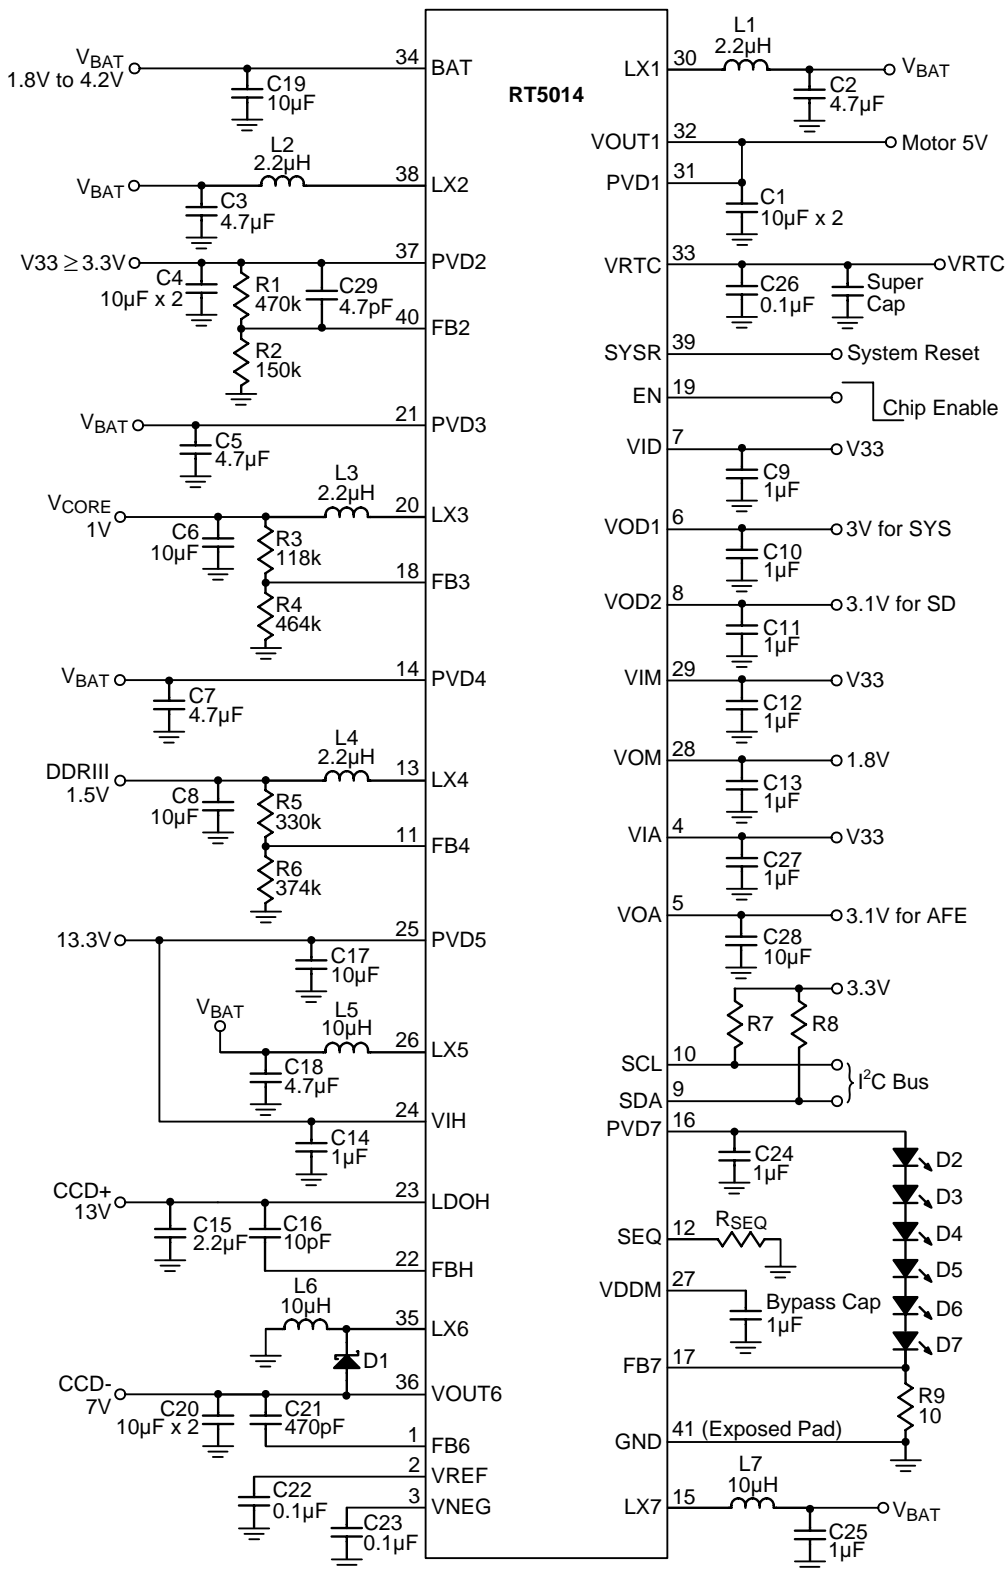 RT5014
V_BAT
1.8V to 4.2V
C19
10µF
34
BAT
V_BAT
L2
2.2µH
C3
4.7µF
38
LX2
V33 ≥ 3.3V
C4
10µF x 2
R1
470k
C29
4.7pF
37
PVD2
40
FB2
R2
150k
V_BAT
C5
4.7µF
21
PVD3
V_CORE
1V
C6
10µF
L3
2.2µH
20
LX3
R3
118k
18
FB3
R4
464k
V_BAT
C7
4.7µF
14
PVD4
DDRIII
1.5V
C8
10µF
L4
2.2µH
13
LX4
R5
330k
11
FB4
R6
374k
13.3V
C17
10µF
25
PVD5
V_BAT
L5
10µH
C18
4.7µF
26
LX5
24
VIH
C14
1µF
CCD+
13V
C15
2.2µF
C16
10pF
23
LDOH
22
FBH
L6
10µH
35
LX6
D1
CCD-
7V
C20
10µF x 2
C21
470pF
36
VOUT6
1
FB6
2
VREF
C22
0.1µF
3
VNEG
C23
0.1µF
LX1
30
L1
2.2µH
V_BAT
C2
4.7µF
VOUT1
32
Motor 5V
PVD1
31
C1
10µF x 2
VRTC
33
VRTC
C26
0.1µF
Super
Cap
SYSR
39
System Reset
EN
19
Chip Enable
VID
7
V33
C9
1µF
VOD1
6
3V for SYS
C10
1µF
VOD2
8
3.1V for SD
C11
1µF
VIM
29
V33
C12
1µF
VOM
28
1.8V
C13
1µF
VIA
4
V33
C27
1µF
VOA
5
3.1V for AFE
C28
10µF
3.3V
R7
R8
SCL
10
I²C Bus
SDA
9
PVD7
16
C24
1µF
D2
D3
D4
D5
D6
D7
SEQ
12
R_SEQ
VDDM
27
Bypass Cap
1µF
FB7
17
R9
10
GND
41 (Exposed Pad)
LX7
15
L7
10µH
V_BAT
C25
1µF